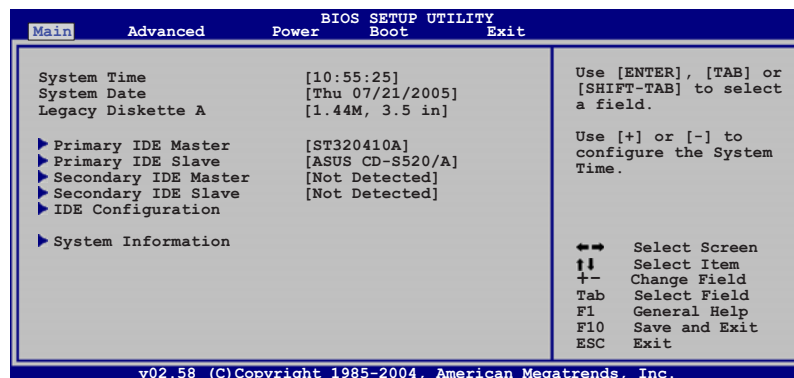 BIOS SETUP UTILITY
Main Advanced Power Boot Exit
System Time [10:55:25]
System Date [Thu 07/21/2005]
Legacy Diskette A [1.44M, 3.5 in]
Primary IDE Master [ST320410A]
Primary IDE Slave [ASUS CD-S520/A]
Secondary IDE Master [Not Detected]
Secondary IDE Slave [Not Detected]
IDE Configuration
System Information
Use [ENTER], [TAB] or
[SHIFT-TAB] to select
a field.
Use [+] or [-] to
configure the System
Time.
←→ Select Screen
↑↓ Select Item
+- Change Field
Tab Select Field
F1 General Help
F10 Save and Exit
ESC Exit
v02.58 (C)Copyright 1985-2004, American Megatrends, Inc.